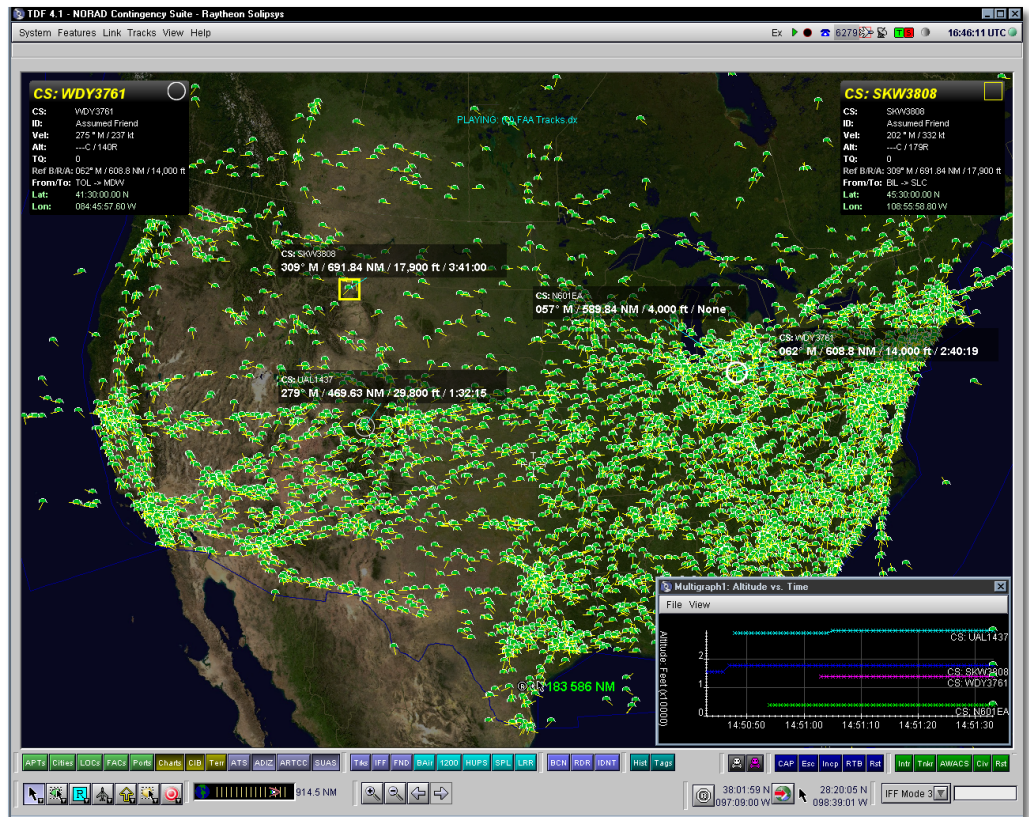 TDF 4.1 - NORAD Contingency Suite - Raytheon Solipsys
System Features Link Tracks View Help
Ex
6279
T S
16:46:11 UTC
PLAYING: (1) FAA Tracks.dx
CS: WDY3761
CS: WDY3761
ID: Assumed Friend
Vel: 275 ° M / 237 kt
Alt: ---C / 140R
TQ: 0
Ref B/R/A: 062° M / 608.8 NM / 14,000 ft
From/To: TOL -> MDW
Lat: 41:30:00.00 N
Lon: 084:45:57.60 W
CS: SKW3808
CS: SKW3808
ID: Assumed Friend
Vel: 202 ° M / 332 kt
Alt: ---C / 179R
TQ: 0
Ref B/R/A: 309° M / 691.84 NM / 17,900 ft
From/To: BIL -> SLC
Lat: 45:30:00.00 N
Lon: 108:55:58.80 W
CS: SKW3808
309° M / 691.84 NM / 17,900 ft / 3:41:00
CS: N601EA
057° M / 589.84 NM / 4,000 ft / None
CS: WDY3761
062° M / 608.8 NM / 14,000 ft / 2:40:19
CS: UAL1437
279° M / 469.63 NM / 29,800 ft / 1:32:15
183 586 NM
Multigraph1: Altitude vs. Time
File View
Altitude: Feet (x10000)
2
1
0
CS: UAL1437
CS: SKW3808
CS: WDY3761
CS: N601EA
14:50:50 14:51:00 14:51:10 14:51:20 14:51:30
APTs Cities LOCs FACs Ports Charts CIB Terr ATS ADIZ ARTCC SUAS Tks IFF FND BAir 1200 HUPS SPL LRR BCN RDR IDNT Hist Tags CAP Esc Incp RTB Rst Intr Tnkr AWACS Civ Rst
R
914.5 NM
38:01:59 N
097:09:00 W
28:20:05 N
098:39:01 W
IFF Mode 3